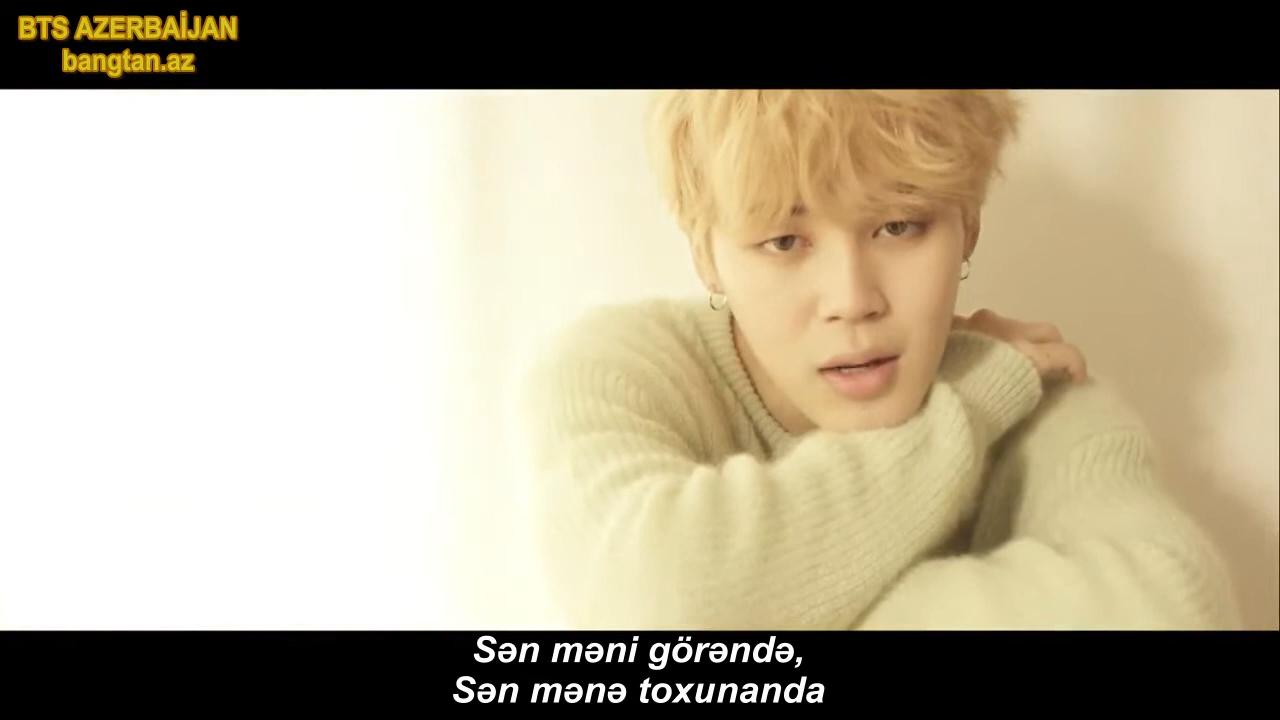 BTS AZERBAİJAN
bangtan.az
Sən məni görəndə,
Sən mənə toxunanda